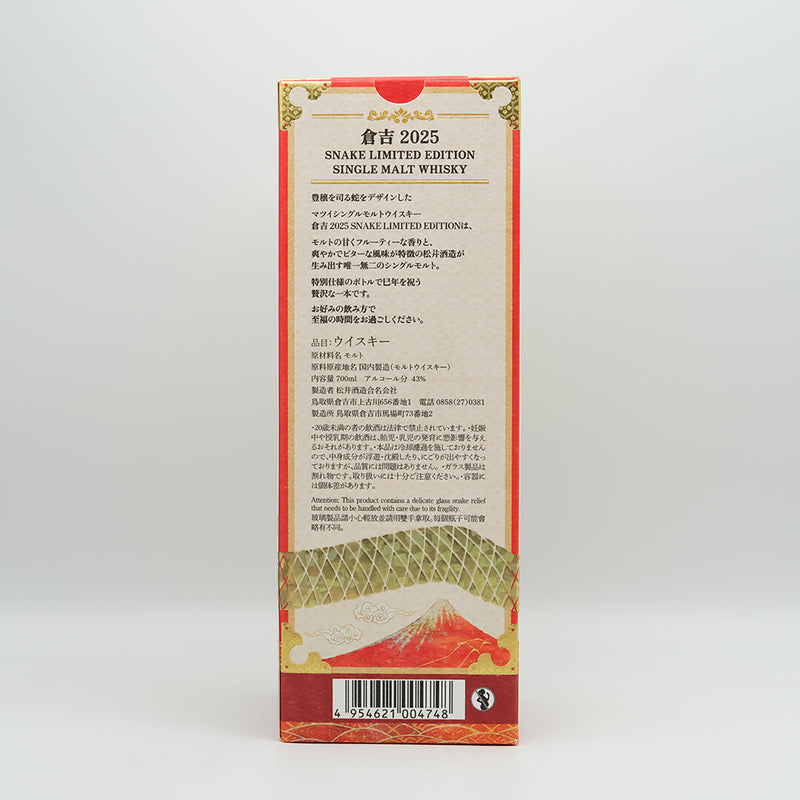 倉吉 2025
SNAKE LIMITED EDITION
SINGLE MALT WHISKY
豊穣を司る蛇をデザインした
マツイシングルモルトウイスキー
倉吉 2025 SNAKE LIMITED EDITIONは、
モルトの甘くフルーティーな香りと、
爽やかでビターな風味が特徴の松井酒造が
生み出す唯一無二のシングルモルト。
特別仕様のボトルで巳年を祝う
贅沢な一本です。
お好みの飲み方で
至福の時間をお過ごしください。
品目:ウイスキー
原材料名 モルト
原料原産地名 国内製造(モルトウイスキー)
内容量 700ml アルコール分 43%
製造者 松井酒造合名会社
鳥取県倉吉市上古川656番地1 電話 0858(27)0381
製造所 鳥取県倉吉市馬場町73番地2
・20歳未満の者の飲酒は法律で禁止されています。・妊娠
中や授乳期の飲酒は、胎児・乳児の発育に悪影響を与え
るおそれがあります。・本品は冷却濾過を施しておりません
ので、中身成分が浮遊・沈殿したり、にごりが出やすくなっ
ておりますが、品質には問題はありません。・ガラス製品は
割れ物です。取り扱いには十分ご注意ください。・容器に
は個体差があります。
Attention: This product contains a delicate glass snake relief
that needs to be handled with care due to its fragility.
玻璃製品請小心輕放並請用雙手拿取。每個瓶子可能會
略有不同。
4 954621 004748